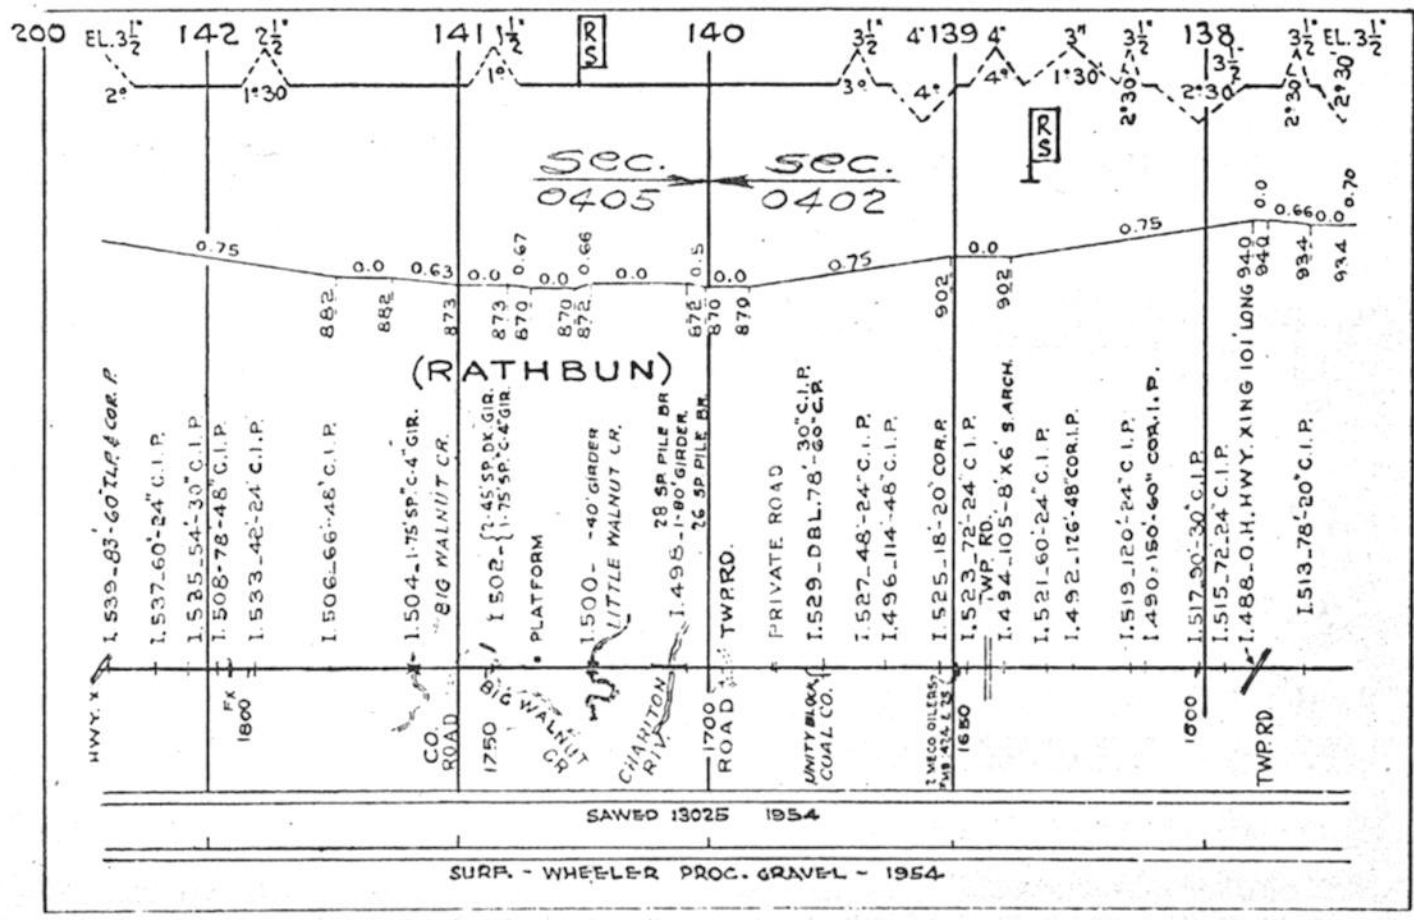 200 EL.3½" 142 2½" 141 1½" RS 140 3½" 4" 139 4" 3" 3½" 138 3½" 3½" EL.3½"
2° 1°30 1° 3° 4° 4° 1°30' 2°30' 2°30' 2°30' 2°30'
RS
SEC. SEC.
0405 0402
0.75 0.0 0.63 0.0 0.67 0.0 0.66 0.0 0.5 0.0 0.75 0.0 0.75 0.0 0.66 0.0 0.70
882 882 873 873 870 870 872 872 870 870 902 902 940 940 934 934
(RATHBUN)
I.537-60'-24" C.I.P.
I.535-54'-30" C.I.P.
I.508-78'-48" C.I.P.
I.533-42'-24" C.I.P.
I.506-66'-48" C.I.P.
I.504-1-75' SP. "C-4" GIR.
BIG WALNUT CR.
I 502-{2-45' SP. DK. GIR.
1-75' SP. "C-4" GIR.
PLATFORM
I.500- -40' GIRDER
LITTLE WALNUT CR.
28 SP PILE BR
I.498-1-80' GIRDER
26 SP PILE BR
TWP. RD.
PRIVATE ROAD
I.529-DBL.78'-30" C.I.P.
-60" C.P.
I.527-48'-24" C.I.P.
I.496-114'-48" C.I.P.
I.525-18'-20" COR.P.
I.523-72'-24" C.I.P.
TWP. RD.
I.494-105-8'X6' S.ARCH.
I.521-60'-24" C.I.P.
I.492-126'-48" COR.I.P.
I.519-120'-24" C.I.P.
I.490-150'-60" COR.I.P.
I.517-90'-30" C.I.P.
I.515-72'-24" C.I.P.
I.488-O.H. HWY. XING 101' LONG
I.513-78'-20" C.I.P.
HWY. X
FX
1800
CO.
ROAD
1750
BIG WALNUT
CR
CHARITON
RIV.
1700
ROAD
UNITY BLOCK
COAL CO.
1650
TWP. RD
SAWED 13025 1954
SURF. - WHEELER PROC. GRAVEL - 1954